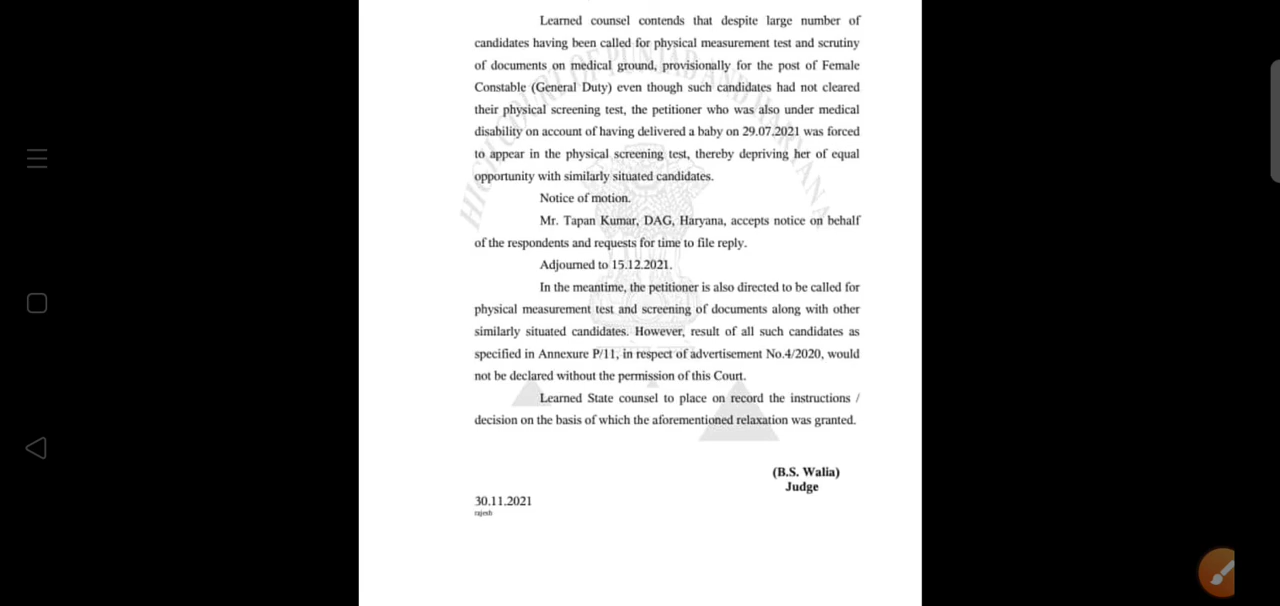 Learned counsel contends that despite large number of
candidates having been called for physical measurement test and scrutiny
of documents on medical ground, provisionally for the post of Female
Constable (General Duty) even though such candidates had not cleared
their physical screening test, the petitioner who was also under medical
disability on account of having delivered a baby on 29.07.2021 was forced
to appear in the physical screening test, thereby depriving her of equal
opportunity with similarly situated candidates.
Notice of motion.
Mr. Tapan Kumar, DAG, Haryana, accepts notice on behalf
of the respondents and requests for time to file reply.
Adjourned to 15.12.2021.
In the meantime, the petitioner is also directed to be called for
physical measurement test and screening of documents along with other
similarly situated candidates. However, result of all such candidates as
specified in Annexure P/11, in respect of advertisement No.4/2020, would
not be declared without the permission of this Court.
Learned State counsel to place on record the instructions /
decision on the basis of which the aforementioned relaxation was granted.
(B.S. Walia)
Judge
30.11.2021
rajesh
HIGH COURT OF PUNJAB AND HARYANA